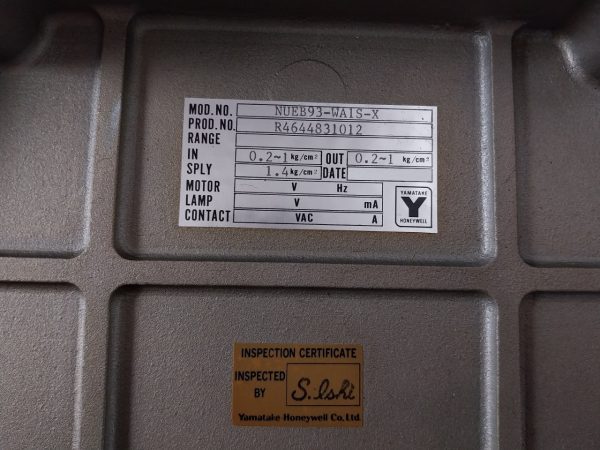 MOD.NO. NUEB93-WA1S-X
PROD.NO. R4644831012
RANGE
IN 0.2~1 kg/cm² OUT 0.2~1 kg/cm²
SPLY 1.4 kg/cm² DATE
MOTOR V Hz
LAMP V mA
CONTACT VAC A
YAMATAKE
Y
HONEYWELL
INSPECTION CERTIFICATE
INSPECTED
BY
S. Ishi
Yamatake Honeywell Co., Ltd.